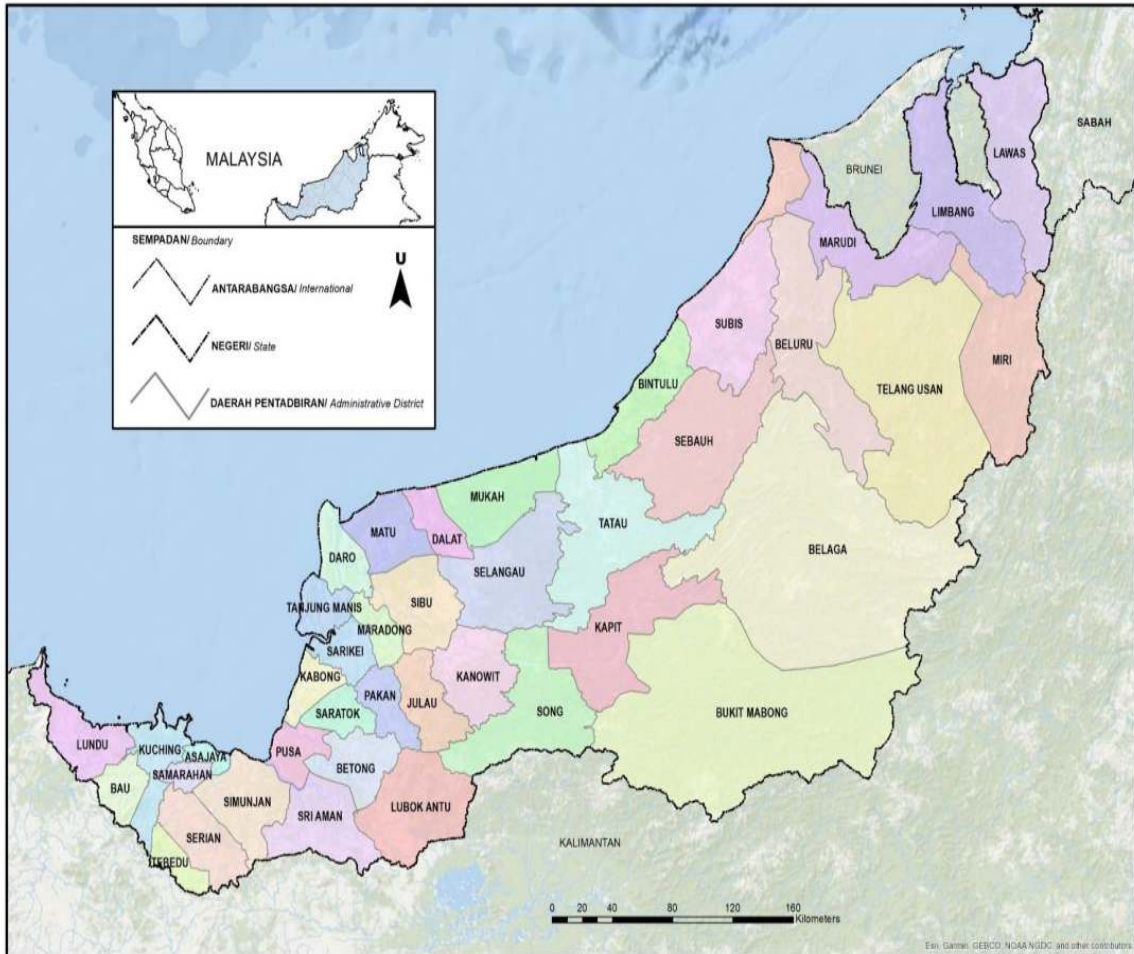 MALAYSIA
SEMPADAN/ Boundary
ANTARABANGSA/ International
NEGERI/ State
DAERAH PENTADBIRAN/ Administrative District
U
SABAH
LAWAS
BRUNEI
LIMBANG
MARUDI
SUBIS
BELURU
MIRI
BINTULU
TELANG USAN
SEBAUH
MUKAH
TATAU
MATU
DALAT
BELAGA
DARO
SELANGAU
TANJUNG MANIS
SIBU
MARADONG
KAPIT
SARIKEI
KABONG
PAKAN
JULAU
KANOWIT
SARATOK
SONG
BUKIT MABONG
LUNDU
KUCHING
ASAJAYA
PUSA
BETONG
SAMARAHAN
BAU
SIMUNJAN
LUBOK ANTU
SRI AMAN
SERIAN
TEBEDU
KALIMANTAN
0 20 40 80 120 160
Kilometers
Esri, Garmin, GEBCO, NOAA NGDC, and other contributors